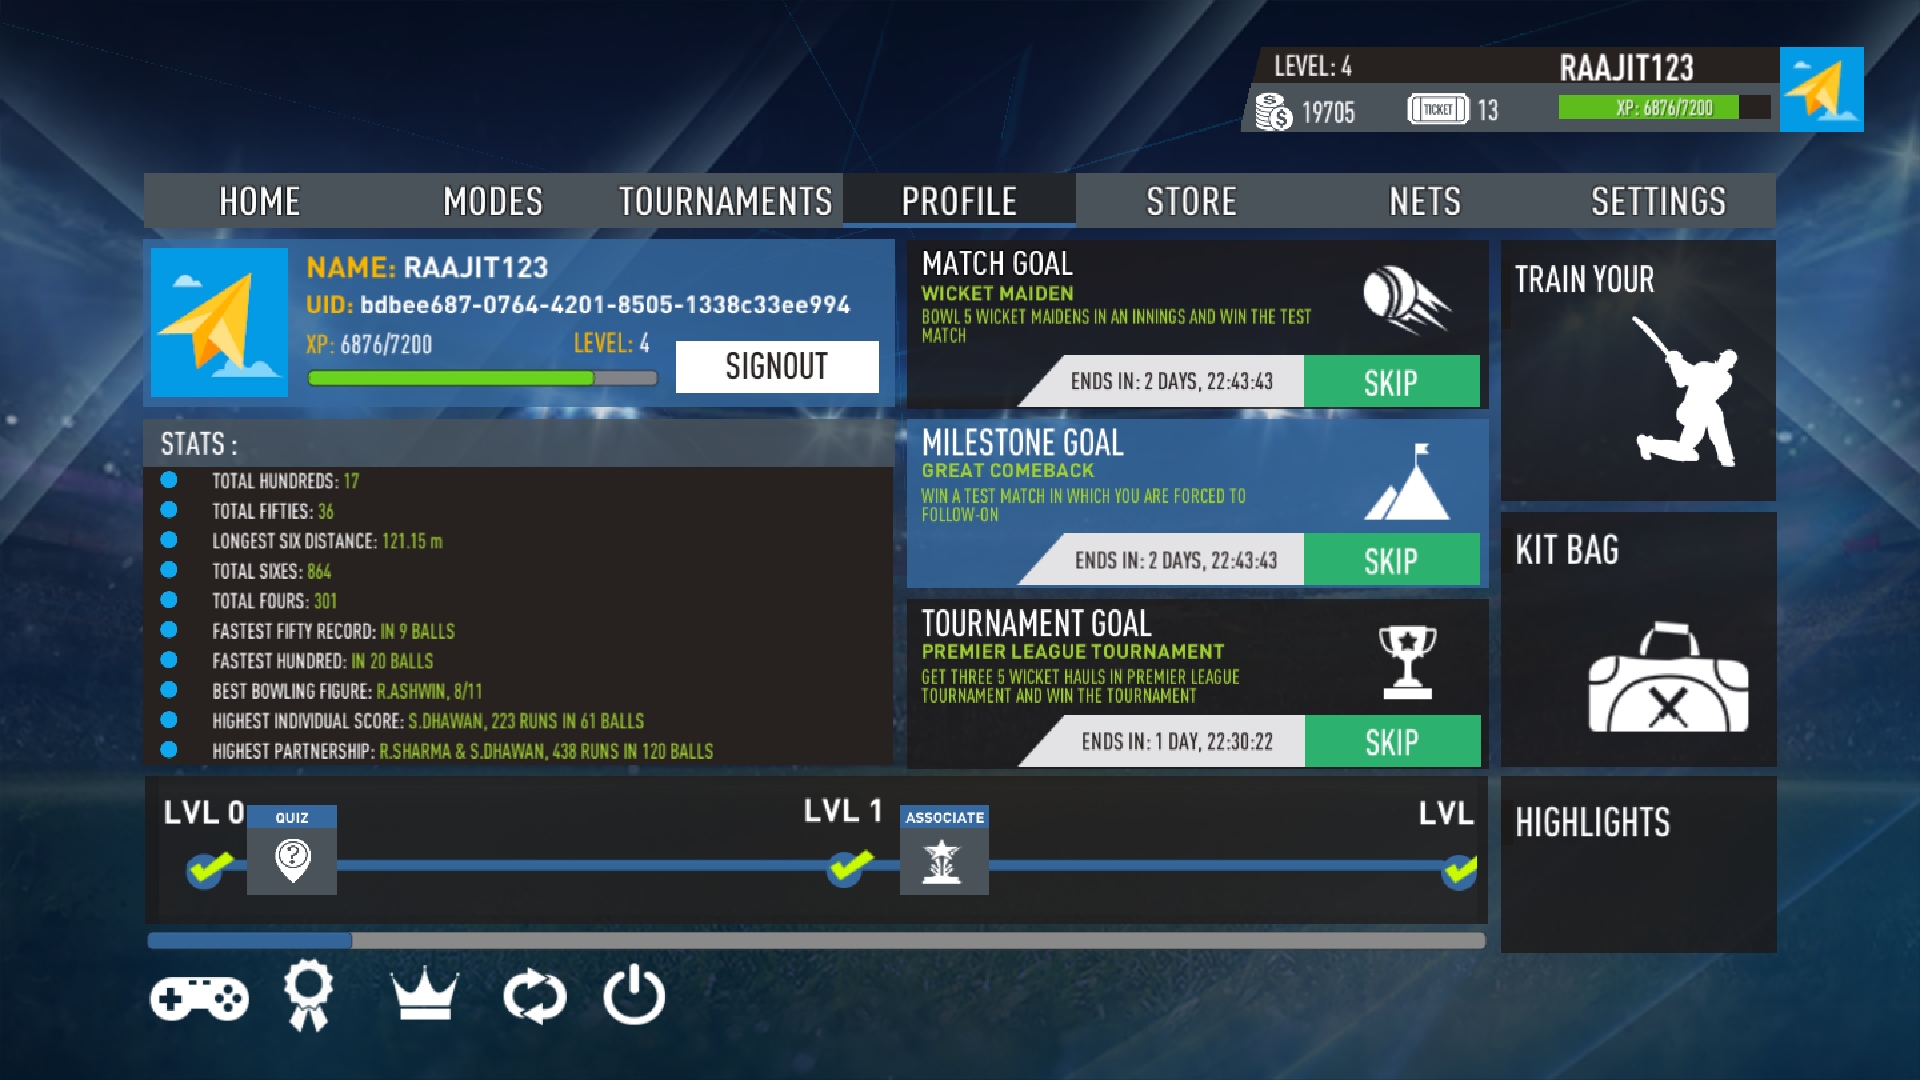 LEVEL: 4
RAAJIT123
19705
TICKET
13
XP: 6876/7200
HOME
MODES
TOURNAMENTS
PROFILE
STORE
NETS
SETTINGS
NAME: RAAJIT123
UID: bdbee687-0764-4201-8505-1338c33ee994
XP: 6876/7200
LEVEL: 4
SIGNOUT
STATS :
TOTAL HUNDREDS: 17
TOTAL FIFTIES: 36
LONGEST SIX DISTANCE: 121.15 m
TOTAL SIXES: 864
TOTAL FOURS: 301
FASTEST FIFTY RECORD: IN 9 BALLS
FASTEST HUNDRED: IN 20 BALLS
BEST BOWLING FIGURE: R.ASHWIN, 8/11
HIGHEST INDIVIDUAL SCORE: S.DHAWAN, 223 RUNS IN 61 BALLS
HIGHEST PARTNERSHIP: R.SHARMA & S.DHAWAN, 438 RUNS IN 120 BALLS
MATCH GOAL
WICKET MAIDEN
BOWL 5 WICKET MAIDENS IN AN INNINGS AND WIN THE TEST
MATCH
ENDS IN: 2 DAYS, 22:43:43
SKIP
MILESTONE GOAL
GREAT COMEBACK
WIN A TEST MATCH IN WHICH YOU ARE FORCED TO
FOLLOW-ON
ENDS IN: 2 DAYS, 22:43:43
SKIP
TOURNAMENT GOAL
PREMIER LEAGUE TOURNAMENT
GET THREE 5 WICKET HAULS IN PREMIER LEAGUE
TOURNAMENT AND WIN THE TOURNAMENT
ENDS IN: 1 DAY, 22:30:22
SKIP
TRAIN YOUR
KIT BAG
HIGHLIGHTS
LVL 0
QUIZ
?
LVL 1
ASSOCIATE
LVL